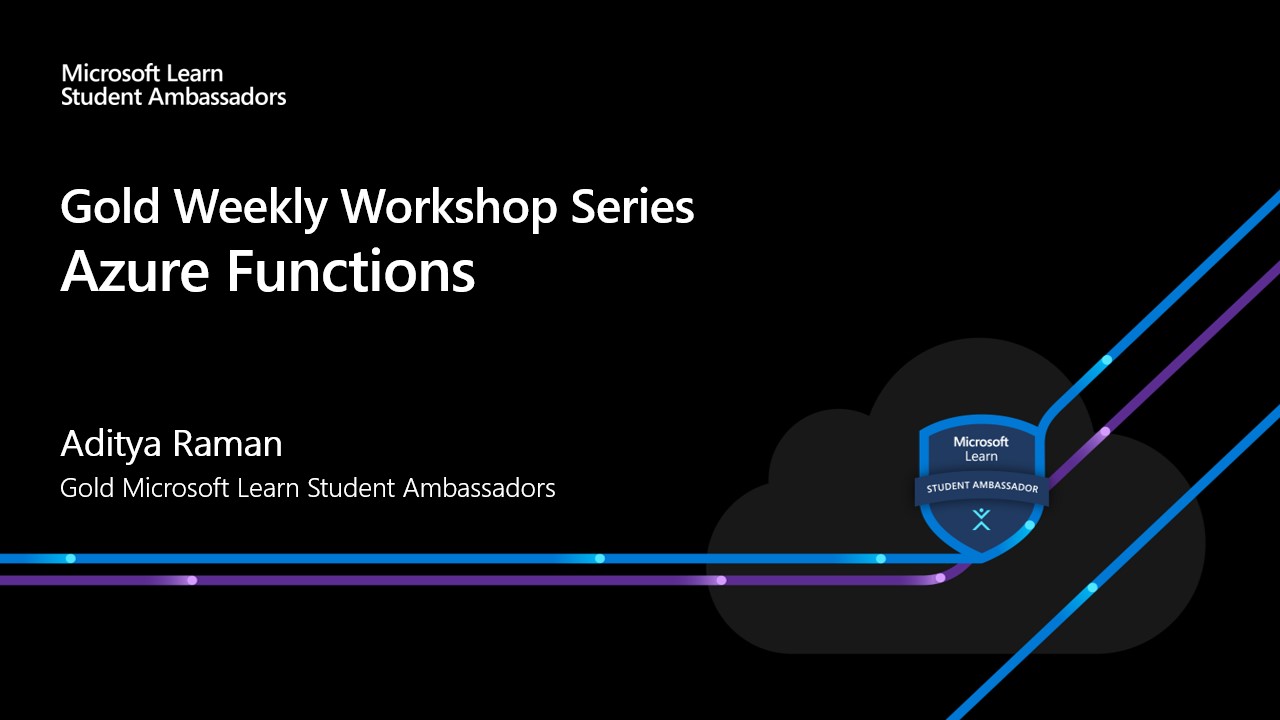 Microsoft Learn
Student Ambassadors
Gold Weekly Workshop Series
Azure Functions
Aditya Raman
Gold Microsoft Learn Student Ambassadors
Microsoft
Learn
STUDENT AMBASSADOR